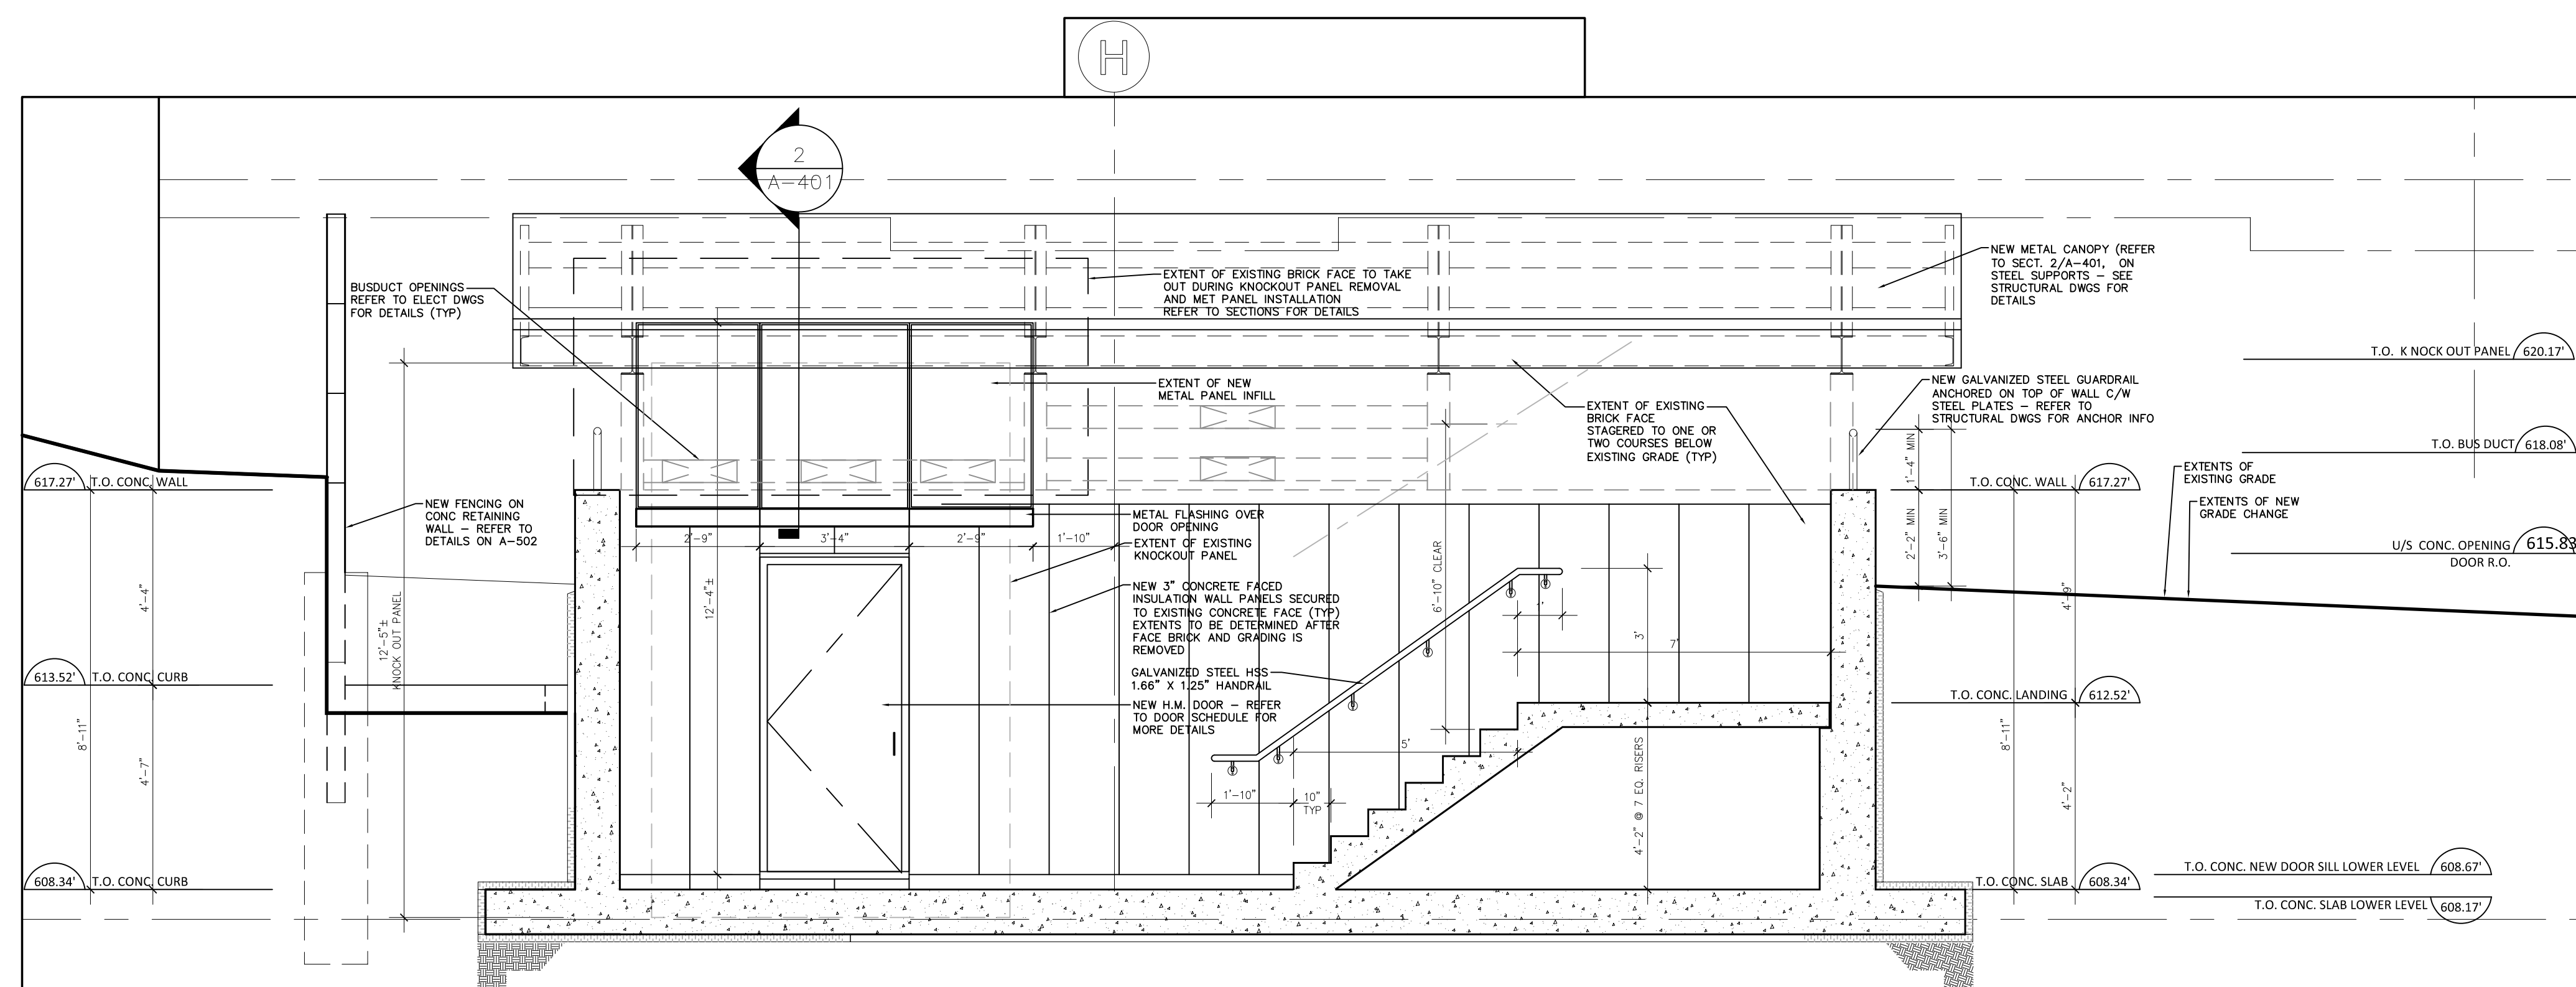 H
2
A-401
NEW METAL CANOPY (REFER
TO SECT. 2/A-401, ON
STEEL SUPPORTS - SEE
STRUCTURAL DWGS FOR
DETAILS
EXTENT OF EXISTING BRICK FACE TO TAKE
OUT DURING KNOCKOUT PANEL REMOVAL
AND MET PANEL INSTALLATION
REFER TO SECTIONS FOR DETAILS
BUSDUCT OPENINGS
REFER TO ELECT DWGS
FOR DETAILS (TYP)
T.O. K NOCK OUT PANEL 620.17'
EXTENT OF NEW
METAL PANEL INFILL
NEW GALVANIZED STEEL GUARDRAIL
ANCHORED ON TOP OF WALL C/W
STEEL PLATES - REFER TO
STRUCTURAL DWGS FOR ANCHOR INFO
EXTENT OF EXISTING
BRICK FACE
STAGERED TO ONE OR
TWO COURSES BELOW
EXISTING GRADE (TYP)
T.O. BUS DUCT 618.08'
1'-4" MIN
2'-2" MIN
3'-6" MIN
EXTENTS OF
EXISTING GRADE
EXTENTS OF NEW
GRADE CHANGE
617.27' T.O. CONC. WALL
T.O. CONC. WALL 617.27'
NEW FENCING ON
CONC RETAINING
WALL - REFER TO
DETAILS ON A-502
METAL FLASHING OVER
DOOR OPENING
2'-9"
3'-4"
2'-9"
1'-10"
EXTENT OF EXISTING
KNOCKOUT PANEL
U/S CONC. OPENING 615.83
DOOR R.O.
NEW 3" CONCRETE FACED
INSULATION WALL PANELS SECURED
TO EXISTING CONCRETE FACE (TYP)
EXTENTS TO BE DETERMINED AFTER
FACE BRICK AND GRADING IS
REMOVED
6'-10" CLEAR
12'-4"±
12'-5"±
KNOCK OUT PANEL
4'-4"
8'-11"
4'-7"
1'
3'
7'
4'-9"
GALVANIZED STEEL HSS
1.66" X 1.25" HANDRAIL
613.52' T.O. CONC. CURB
T.O. CONC. LANDING 612.52'
NEW H.M. DOOR - REFER
TO DOOR SCHEDULE FOR
MORE DETAILS
5'
1'-10"
10"
TYP
4'-2" @ 7 EQ. RISERS
8'-11"
4'-2"
608.34' T.O. CONC. CURB
T.O. CONC. SLAB 608.34'
T.O. CONC. NEW DOOR SILL LOWER LEVEL 608.67'
T.O. CONC. SLAB LOWER LEVEL 608.17'